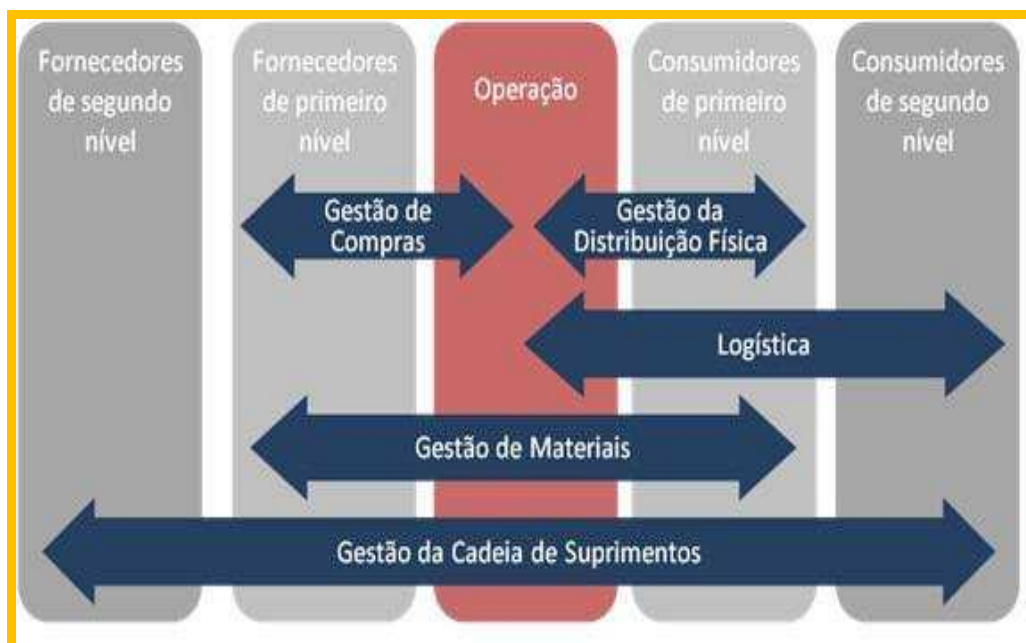 Fornecedores
de segundo
nível
Fornecedores
de primeiro
nível
Operação
Consumidores
de primeiro
nível
Consumidores
de segundo
nível
Gestão de
Compras
Gestão da
Distribuição Física
Logística
Gestão de Materiais
Gestão da Cadeia de Suprimentos